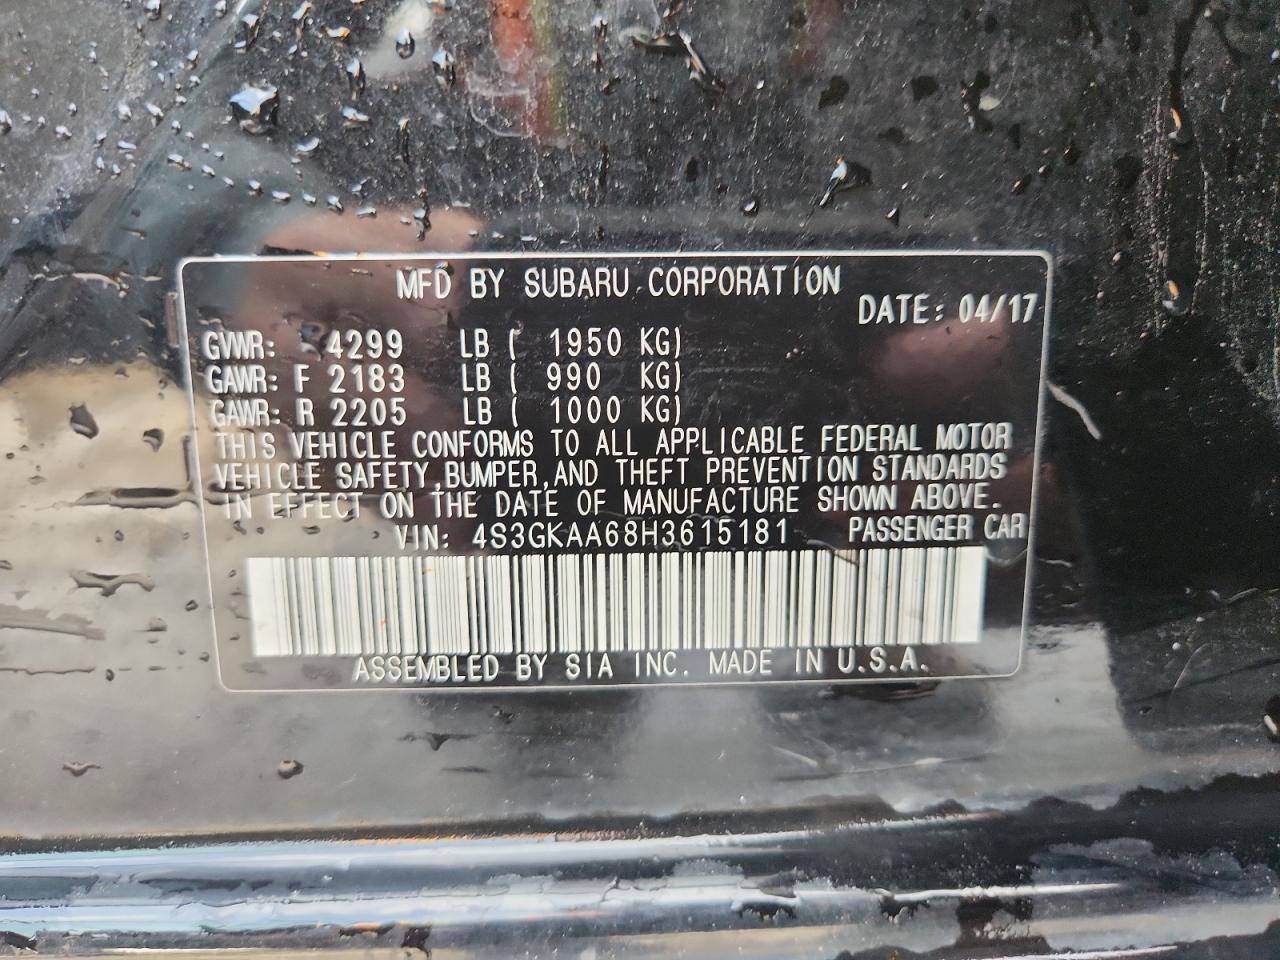 MFD BY SUBARU CORPORATION
DATE: 04/17
GVWR: 4299 LB ( 1950 KG)
GAWR: F 2183 LB ( 990 KG)
GAWR: R 2205 LB ( 1000 KG)
THIS VEHICLE CONFORMS TO ALL APPLICABLE FEDERAL MOTOR
VEHICLE SAFETY,BUMPER,AND THEFT PREVENTION STANDARDS
IN EFFECT ON THE DATE OF MANUFACTURE SHOWN ABOVE.
VIN: 4S3GKAA68H3615181 PASSENGER CAR
ASSEMBLED BY SIA INC. MADE IN U.S.A.